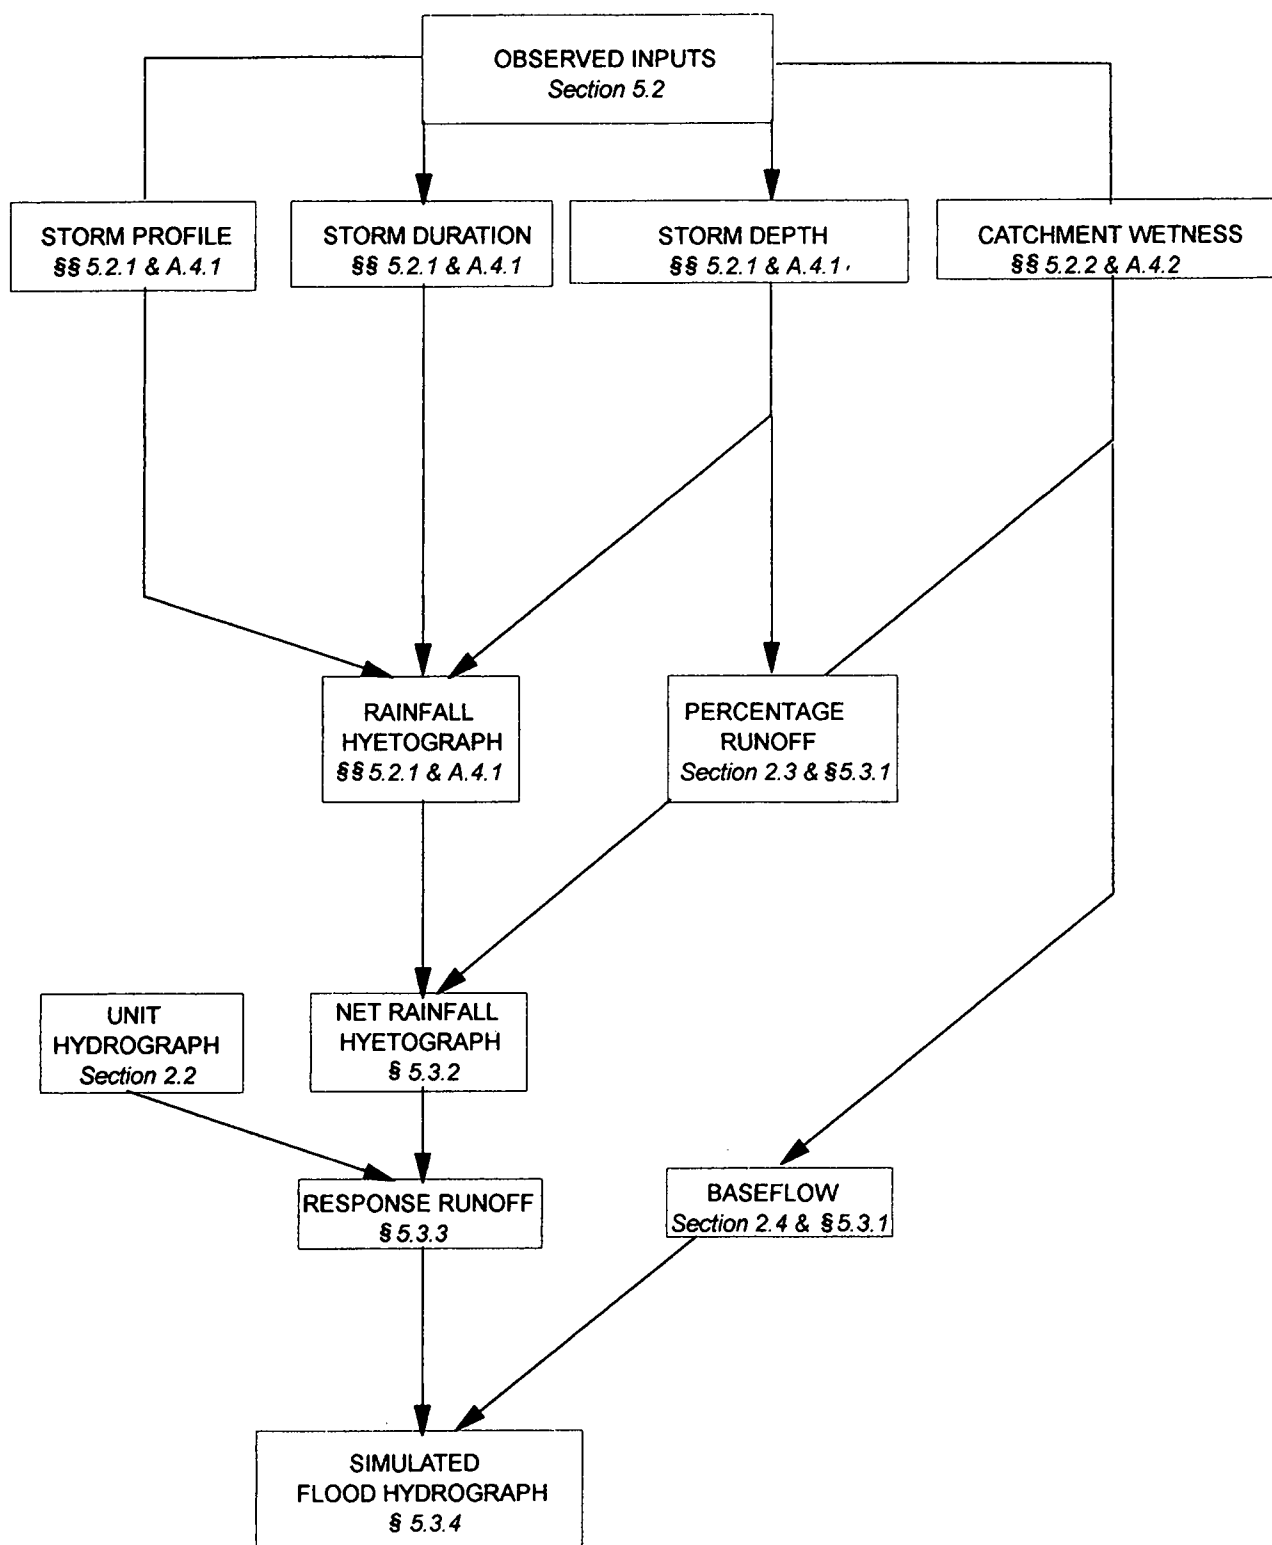 OBSERVED INPUTS
Section 5.2
STORM PROFILE
§§ 5.2.1 & A.4.1
STORM DURATION
§§ 5.2.1 & A.4.1
STORM DEPTH
§§ 5.2.1 & A.4.1
CATCHMENT WETNESS
§§ 5.2.2 & A.4.2
RAINFALL
HYETOGRAPH
§§ 5.2.1 & A.4.1
PERCENTAGE
RUNOFF
Section 2.3 & § 5.3.1
UNIT
HYDROGRAPH
Section 2.2
NET RAINFALL
HYETOGRAPH
§ 5.3.2
RESPONSE RUNOFF
§ 5.3.3
BASEFLOW
Section 2.4 & § 5.3.1
SIMULATED
FLOOD HYDROGRAPH
§ 5.3.4